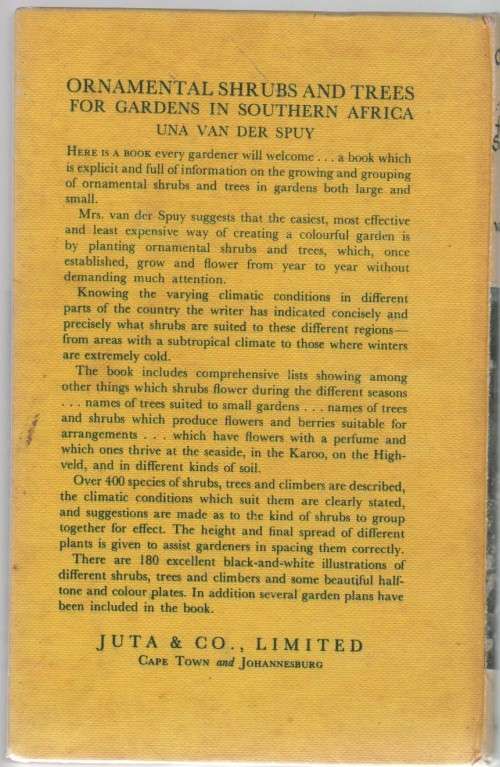 ORNAMENTAL SHRUBS AND TREES
FOR GARDENS IN SOUTHERN AFRICA
UNA VAN DER SPUY
HERE IS A BOOK every gardener will welcome . . . a book which
is explicit and full of information on the growing and grouping
of ornamental shrubs and trees in gardens both large and
small.
Mrs. van der Spuy suggests that the easiest, most effective
and least expensive way of creating a colourful garden is
by planting ornamental shrubs and trees, which, once
established, grow and flower from year to year without
demanding much attention.
Knowing the varying climatic conditions in different
parts of the country the writer has indicated concisely and
precisely what shrubs are suited to these different regions—
from areas with a subtropical climate to those where winters
are extremely cold.
The book includes comprehensive lists showing among
other things which shrubs flower during the different seasons
. . . names of trees suited to small gardens . . . names of trees
and shrubs which produce flowers and berries suitable for
arrangements . . . which have flowers with a perfume and
which ones thrive at the seaside, in the Karoo, on the High-
veld, and in different kinds of soil.
Over 400 species of shrubs, trees and climbers are described,
the climatic conditions which suit them are clearly stated,
and suggestions are made as to the kind of shrubs to group
together for effect. The height and final spread of different
plants is given to assist gardeners in spacing them correctly.
There are 180 excellent black-and-white illustrations of
different shrubs, trees and climbers and some beautiful half-
tone and colour plates. In addition several garden plans have
been included in the book.
JUTA & CO., LIMITED
CAPE TOWN and JOHANNESBURG